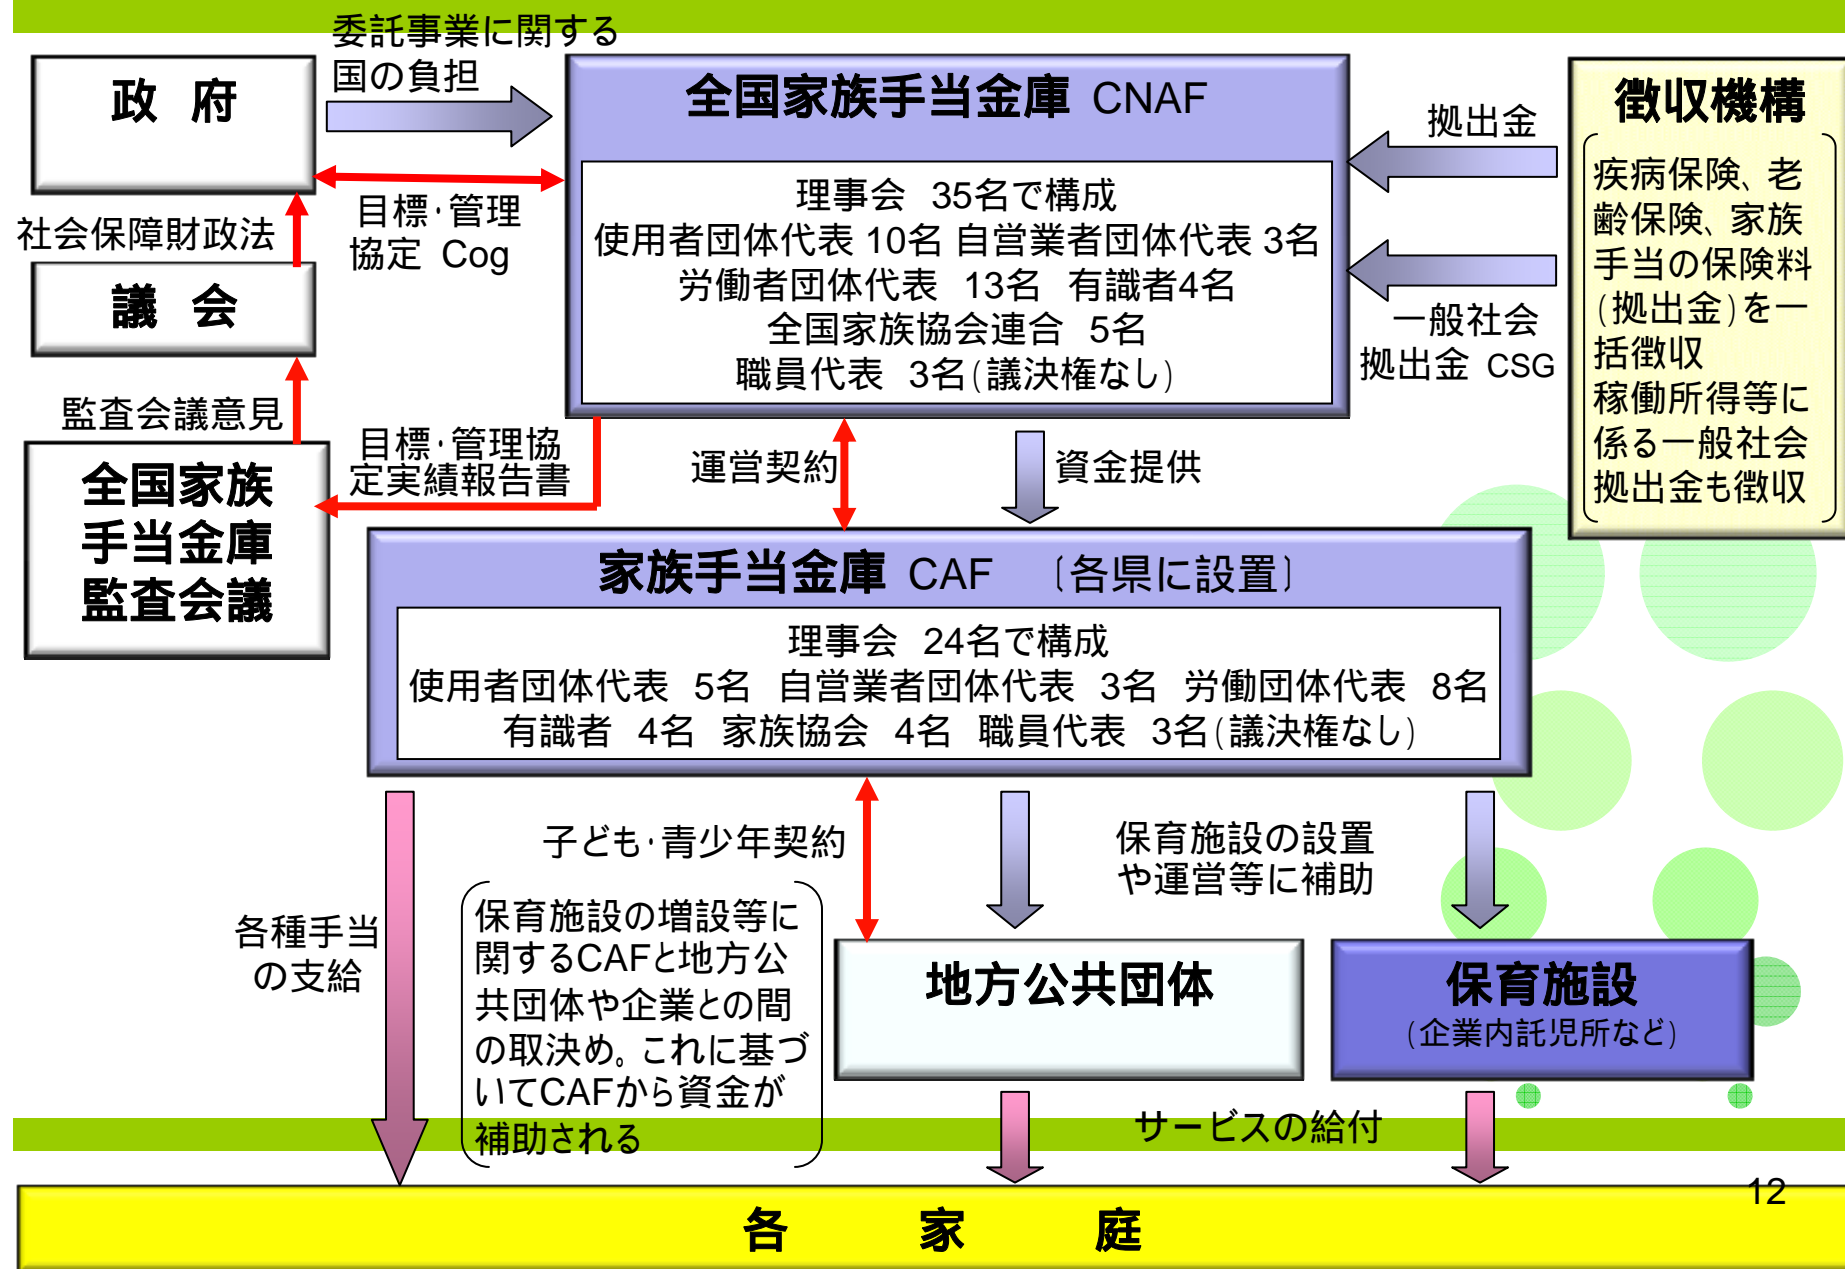 委託事業に関する
国の負担
政 府
全国家族手当金庫 CNAF
拠出金
徴収機構
疾病保険、老
齢保険、家族
手当の保険料
(拠出金)を一
括徴収
稼働所得等に
係る一般社会
拠出金も徴収
理事会 35名で構成
使用者団体代表 10名 自営業者団体代表 3名
労働者団体代表 13名 有識者4名
全国家族協会連合 5名
職員代表 3名(議決権なし)
目標・管理
協定 Cog
社会保障財政法
議 会
一般社会
拠出金 CSG
監査会議意見
目標・管理協
定実績報告書
運営契約
資金提供
全国家族
手当金庫
監査会議
家族手当金庫 CAF 〔各県に設置〕
理事会 24名で構成
使用者団体代表 5名 自営業者団体代表 3名 労働団体代表 8名
有識者 4名 家族協会 4名 職員代表 3名(議決権なし)
子ども・青少年契約
保育施設の設置
や運営等に補助
各種手当
の支給
保育施設の増設等に
関するCAFと地方公
共団体や企業との間
の取決め。これに基づ
いてCAFから資金が
補助される
地方公共団体
保育施設
(企業内託児所など)
サービスの給付
12
各 家 庭